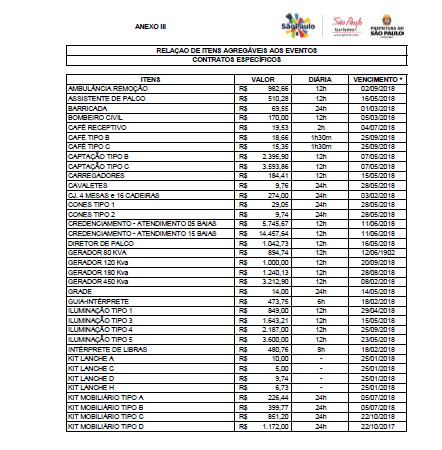 ANEXO III
SãoPaulo
São Paulo
turismo
PREFEITURA DE
SÃO PAULO
RELAÇAO DE ITENS AGREGÁVEIS AOS EVENTOS
CONTRATOS ESPECÍFICOS
ITENS VALOR DIÁRIA VENCIMENTO *
AMBULÂNCIA REMOÇÃO R$ 982,66 12h 02/09/2018
ASSISTENTE DE PALCO R$ 510,28 12h 16/05/2018
BARRICADA R$ 69,55 24h 01/03/2018
BOMBEIRO CIVIL R$ 170,00 12h 05/03/2018
CAFÉ RECEPTIVO R$ 19,53 2h 04/07/2018
CAFÉ TIPO B R$ 18,66 1h30m 25/09/2018
CAFÉ TIPO C R$ 15,35 1h30m 25/09/2018
CAPTAÇÃO TIPO B R$ 2.395,90 12h 07/05/2018
CAPTAÇÃO TIPO C R$ 3.593,86 12h 07/05/2018
CARREGADORES R$ 184,41 12h 15/05/2018
CAVALETES R$ 9,76 24h 28/05/2018
CJ. 4 MESAS e 16 CADEIRAS R$ 274,00 24h 03/02/2018
CONES TIPO 1 R$ 29,05 24h 28/05/2018
CONES TIPO 2 R$ 9,74 24h 28/05/2018
CREDENCIAMENTO - ATENDIMENTO 05 BAIAS R$ 5.745,67 12h 11/06/2018
CREDENCIAMENTO - ATENDIMENTO 15 BAIAS R$ 14.457,64 12h 11/06/2018
DIRETOR DE PALCO R$ 1.042,73 12h 16/05/2018
GERADOR 80 KVA R$ 894,74 12h 12/06/1902
GERADOR 120 Kva R$ 1.000,00 12h 20/09/2018
GERADOR 180 Kva R$ 1.240,13 12h 28/08/2018
GERADOR 450 Kva R$ 3.212,90 12h 08/02/2018
GRADE R$ 14,00 24h 14/05/2018
GUIA-INTÉRPRETE R$ 473,75 6h 18/02/2018
ILUMINAÇÃO TIPO 1 R$ 849,00 12h 29/04/2018
ILUMINAÇÃO TIPO 3 R$ 1.643,21 12h 15/05/2018
ILUMINAÇÃO TIPO 4 R$ 2.187,00 12h 25/09/2018
ILUMINAÇÃO TIPO 5 R$ 3.600,00 12h 23/05/2018
INTÉRPRETE DE LIBRAS R$ 480,76 8h 18/02/2018
KIT LANCHE A R$ 10,00 - 25/01/2018
KIT LANCHE C R$ 5,00 - 25/01/2018
KIT LANCHE D R$ 9,74 - 25/01/2018
KIT LANCHE H R$ 6,73 - 25/01/2018
KIT MOBILIÁRIO TIPO A R$ 226,44 24h 05/07/2018
KIT MOBILIÁRIO TIPO B R$ 399,77 24h 05/07/2018
KIT MOBILIÁRIO TIPO C R$ 851,20 24h 22/10/2018
KIT MOBILIÁRIO TIPO D R$ 1.172,00 24h 22/10/2017